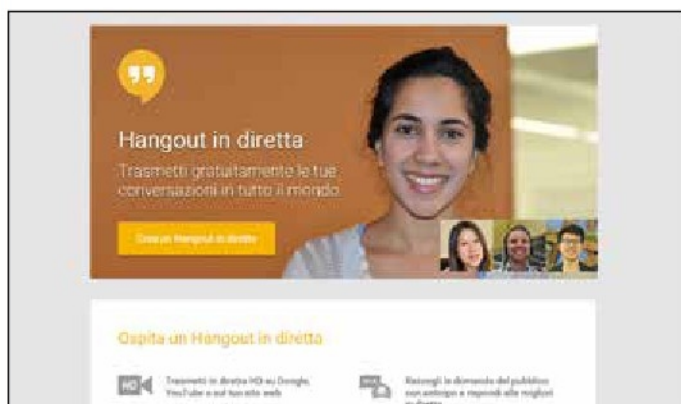 Hangout in diretta
Trasmetti gratuitamente le tue
conversazioni in tutto il mondo.
Crea un Hangout in diretta
Ospita un Hangout in diretta
HD
Trasmetti in diretta HD su Google,
YouTube o sul tuo sito web
Raccogli le domande del pubblico
con anticipo e rispondi alle migliori
in diretta